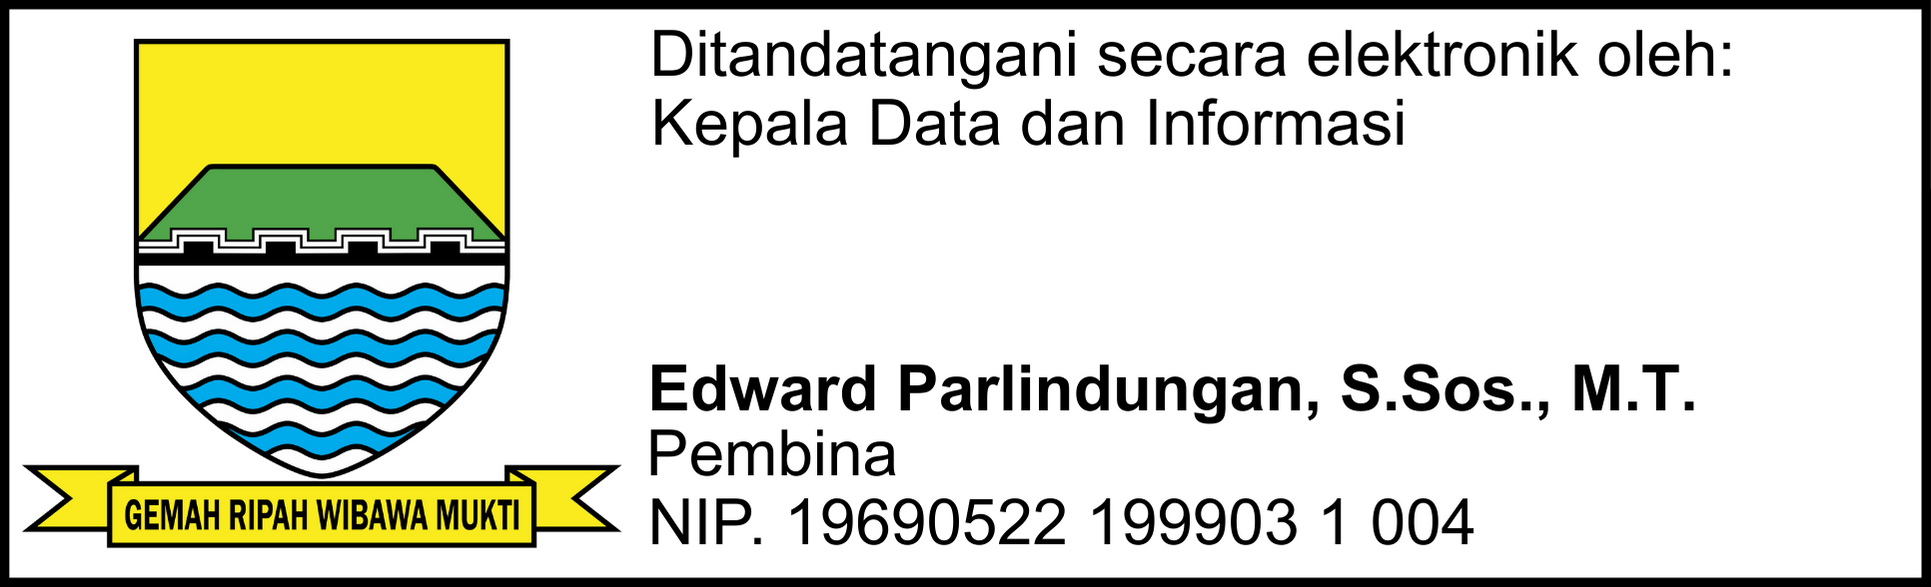 Ditandatangani secara elektronik oleh:
Kepala Data dan Informasi
Edward Parlindungan, S.Sos., M.T.
Pembina
NIP. 19690522 199903 1 004
GEMAH RIPAH WIBAWA MUKTI